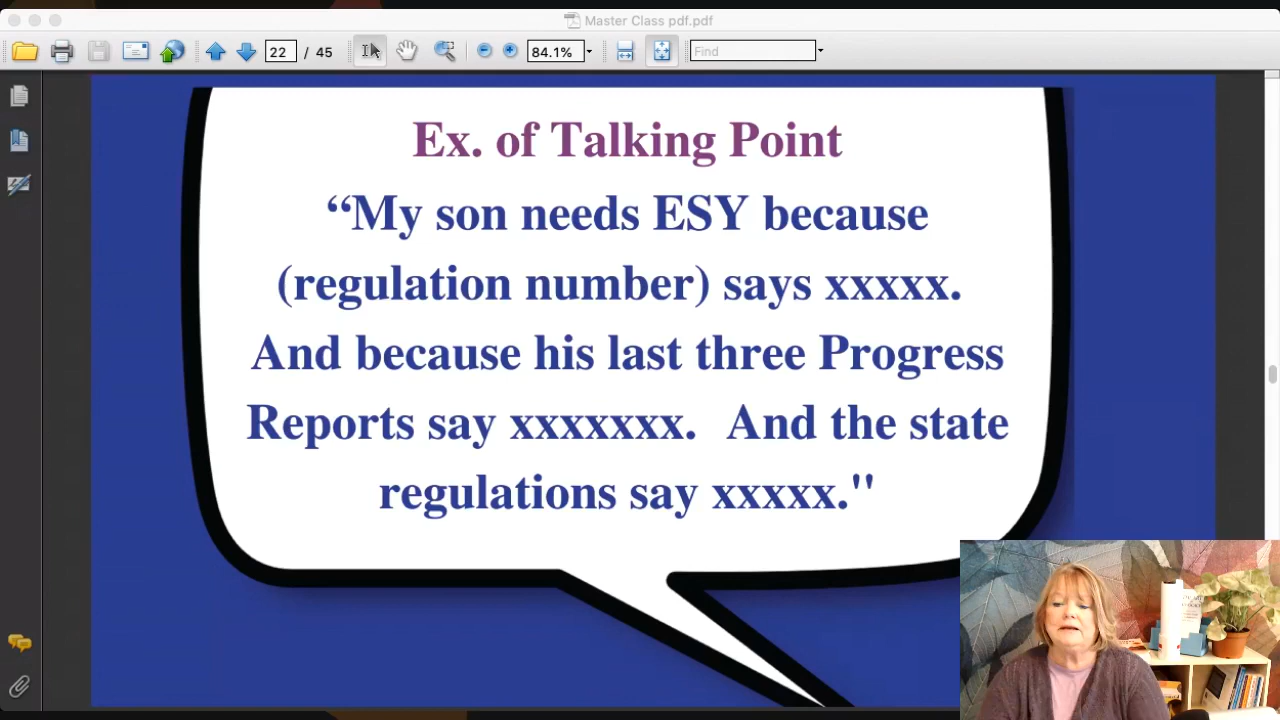 Master Class pdf.pdf
22 / 45
84.1%
Find
Ex. of Talking Point
“My son needs ESY because
(regulation number) says xxxxx.
And because his last three Progress
Reports say xxxxxxx. And the state
regulations say xxxxx."